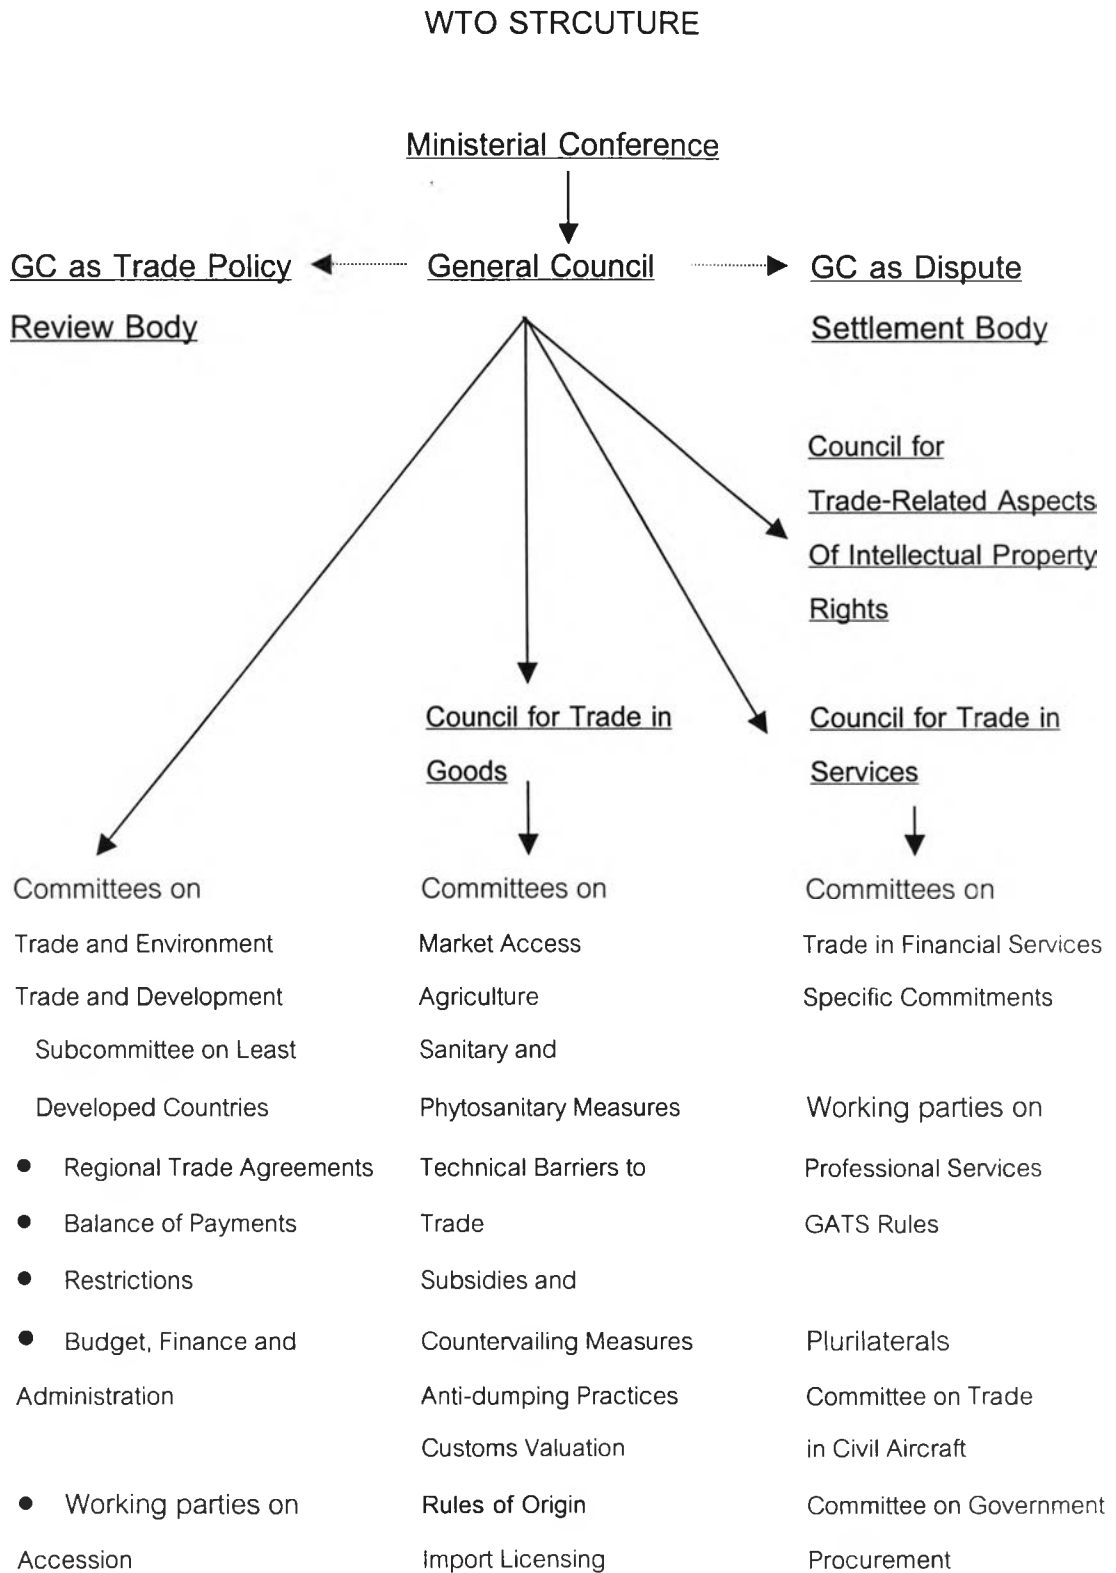 WTO STRCUTURE
Ministerial Conference
GC as Trade Policy
Review Body
General Council
GC as Dispute
Settlement Body
Council for
Trade-Related Aspects
Of Intellectual Property
Rights
Council for Trade in
Goods
Council for Trade in
Services
Committees on
Trade and Environment
Trade and Development
Subcommittee on Least
Developed Countries
● Regional Trade Agreements
● Balance of Payments
● Restrictions
● Budget, Finance and
Administration
● Working parties on
Accession
Committees on
Market Access
Agriculture
Sanitary and
Phytosanitary Measures
Technical Barriers to
Trade
Subsidies and
Countervailing Measures
Anti-dumping Practices
Customs Valuation
Rules of Origin
Import Licensing
Committees on
Trade in Financial Services
Specific Commitments
Working parties on
Professional Services
GATS Rules
Plurilaterals
Committee on Trade
in Civil Aircraft
Committee on Government
Procurement